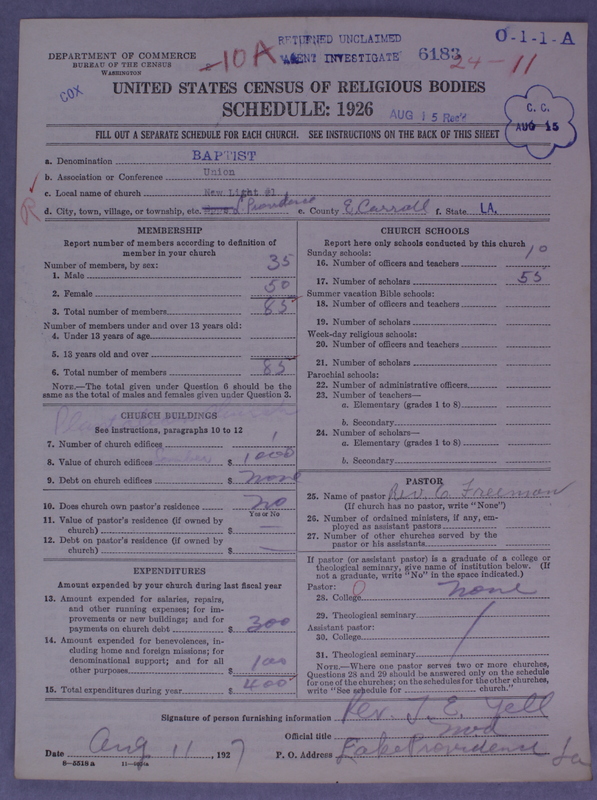 RETURNED UNCLAIMED
AGENT INVESTIGATE 6183
O-1-1-A
-10A
24-11
DEPARTMENT OF COMMERCE
BUREAU OF THE CENSUS
WASHINGTON
COX
UNITED STATES CENSUS OF RELIGIOUS BODIES
SCHEDULE: 1926
AUG 15 Rec'd
C. C.
AUG 15
FILL OUT A SEPARATE SCHEDULE FOR EACH CHURCH. SEE INSTRUCTIONS ON THE BACK OF THIS SHEET
a. Denomination BAPTIST
b. Association or Conference Union
c. Local name of church New Light #1
R
d. City, town, village, or township, etc. L Providence e. County E. Carroll f. State LA.
MEMBERSHIP
Report number of members according to definition of
member in your church
Number of members, by sex:
1. Male 35
2. Female 50
3. Total number of members 85
Number of members under and over 13 years old:
4. Under 13 years of age
5. 13 years old and over
6. Total number of members 85
NOTE.—The total given under Question 6 should be
the same as the total of males and females given under Question 3.
CHURCH BUILDINGS
See instructions, paragraphs 10 to 12
7. Number of church edifices 1
8. Value of church edifices $ 1000
9. Debt on church edifices $ None
10. Does church own pastor's residence? no
Yes or No
11. Value of pastor's residence (if owned by
church) $ —
12. Debt on pastor's residence (if owned by
church) $ —
EXPENDITURES
Amount expended by your church during last fiscal year
13. Amount expended for salaries, repairs,
and other running expenses; for im-
provements or new buildings; and for
payments on church debt $ 300
14. Amount expended for benevolences, in-
cluding home and foreign missions; for
denominational support; and for all
other purposes $ 100
15. Total expenditures during year $ 400
CHURCH SCHOOLS
Report here only schools conducted by this church
Sunday schools:
16. Number of officers and teachers 10
17. Number of scholars 55
Summer vacation Bible schools:
18. Number of officers and teachers
19. Number of scholars
Week-day religious schools:
20. Number of officers and teachers
21. Number of scholars
Parochial schools:
22. Number of administrative officers
23. Number of teachers—
a. Elementary (grades 1 to 8)
b. Secondary
24. Number of scholars—
a. Elementary (grades 1 to 8)
b. Secondary
PASTOR
25. Name of pastor Rev. C. Freeman
(If church has no pastor, write "None")
26. Number of ordained ministers, if any, em-
ployed as assistant pastors
27. Number of other churches served by the
pastor or his assistants
If pastor (or assistant pastor) is a graduate of a college or
theological seminary, give name of institution below. (If
not a graduate, write "No" in the space indicated.)
Pastor:
28. College none
29. Theological seminary
Assistant pastor:
30. College
31. Theological seminary
NOTE.—Where one pastor serves two or more churches,
Questions 28 and 29 should be answered only on the schedule
for one of the churches; on the schedules for the other churches,
write "See schedule for church."
Signature of person furnishing information Rev. J. E. Yell
Official title Mod
Date Aug 11, 1927 P. O. Address Lake Providence La
8—5518a